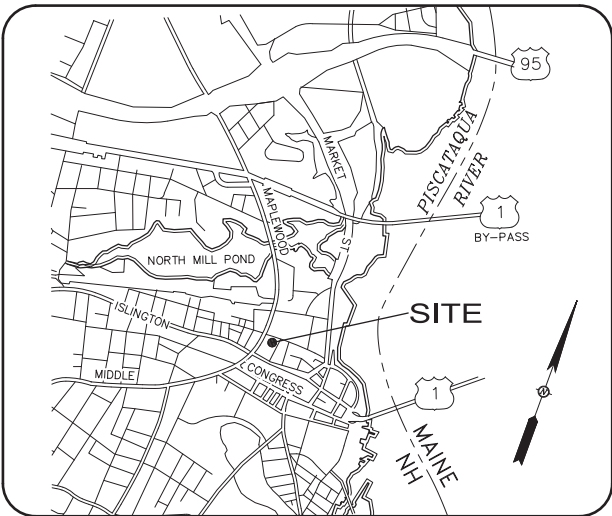 95
PISCATAQUA
RIVER
MARKET
ST
MAPLEWOOD
1
BY-PASS
NORTH MILL POND
ISLINGTON
SITE
MIDDLE
CONGRESS
1
MAINE
NH
N